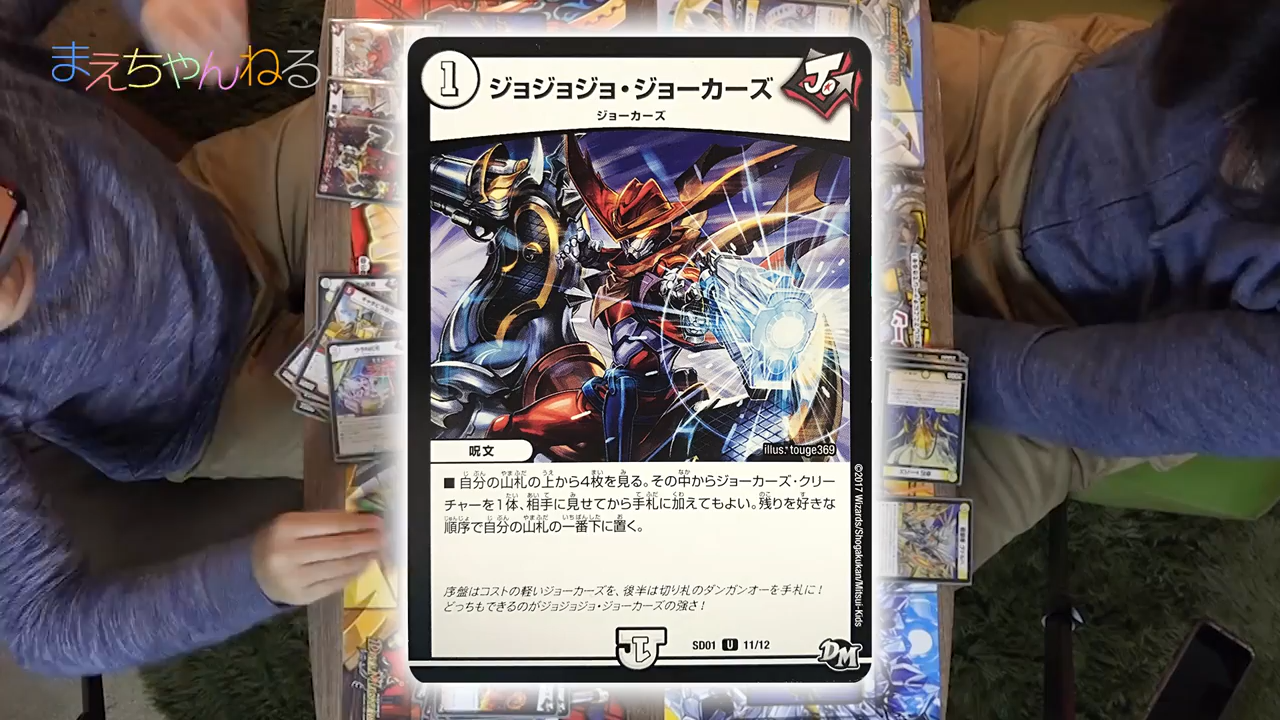 まえちゃんねる
1
ジョジョジョ・ジョーカーズ
J
ジョーカーズ
呪文
illus. touge369
■自分の山札の上から4枚を見る。その中からジョーカーズ・クリー
チャーを1体、相手に見せてから手札に加えてもよい。残りを好きな
順序で自分の山札の一番下に置く。
序盤はコストの軽いジョーカーズを、後半は切り札のダンガンオーを手札に!
どっちもできるのがジョジョジョ・ジョーカーズの強さ!
SD01 U 11/12
DM
©2017 Wizards/Shogakukan/Mitsui-Kids